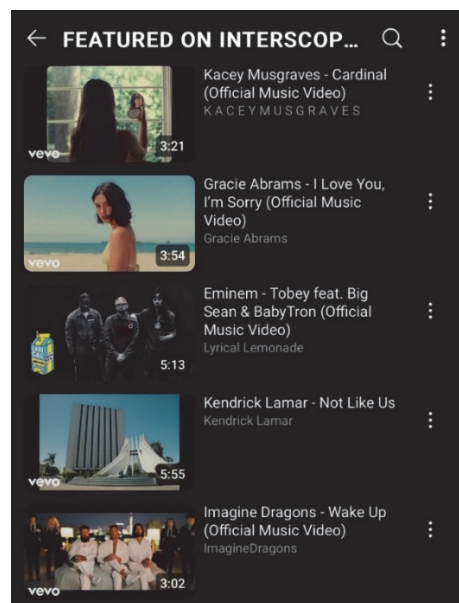 FEATURED ON INTERSCOP...
Kacey Musgraves - Cardinal
(Official Music Video)
KACEYMUSGRAVES
vevo
3:21
Gracie Abrams - I Love You,
I'm Sorry (Official Music
Video)
Gracie Abrams
vevo
3:54
Eminem - Tobey feat. Big
Sean & BabyTron (Official
Music Video)
Lyrical Lemonade
5:13
Kendrick Lamar - Not Like Us
Kendrick Lamar
vevo
5:55
Imagine Dragons - Wake Up
(Official Music Video)
ImagineDragons
vevo
3:02